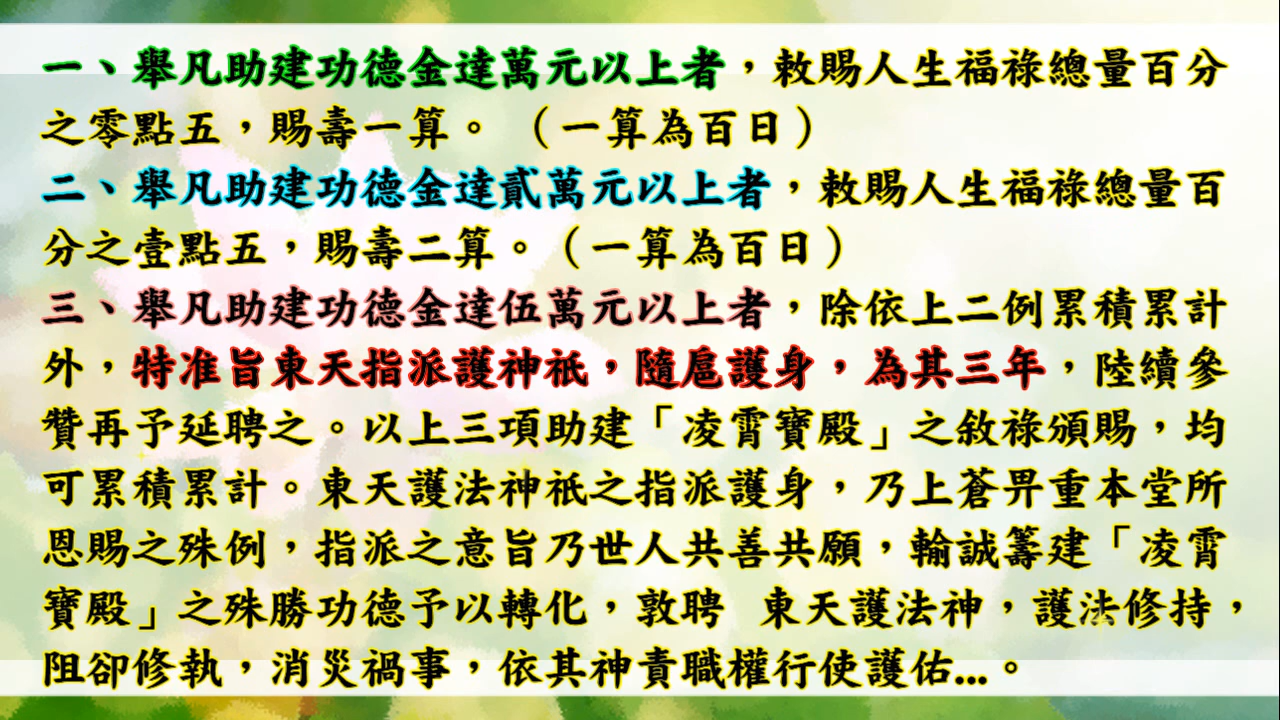 一、舉凡助建功德金達萬元以上者，敕賜人生福祿總量百分
之零點五，賜壽一算。（一算為百日）
二、舉凡助建功德金達貳萬元以上者，敕賜人生福祿總量百
分之壹點五，賜壽二算。（一算為百日）
三、舉凡助建功德金達伍萬元以上者，除依上二例累積累計
外，特准旨東天指派護神祇，隨扈護身，為其三年，陸續參
贊再予延聘之。以上三項助建「凌霄寶殿」之敘祿頒賜，均
可累積累計。東天護法神祇之指派護身，乃上蒼畀重本堂所
恩賜之殊例，指派之意旨乃世人共善共願，輸誠籌建「凌霄
寶殿」之殊勝功德予以轉化，敦聘 東天護法神，護法修持，
阻卻修執，消災禍事，依其神責職權行使護佑...。